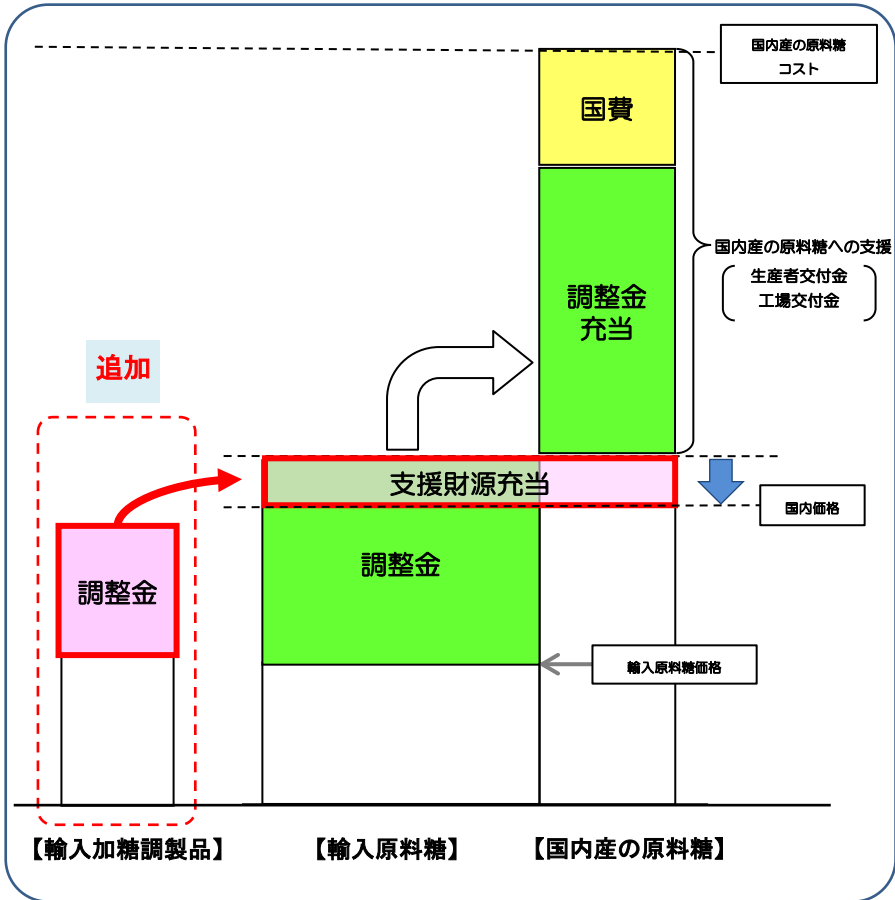 国内産の原料糖
コスト
国費
国内産の原料糖への支援
生産者交付金
工場交付金
調整金
充当
追加
支援財源充当
国内価格
調整金
調整金
輸入原料糖価格
【輸入加糖調製品】
【輸入原料糖】
【国内産の原料糖】